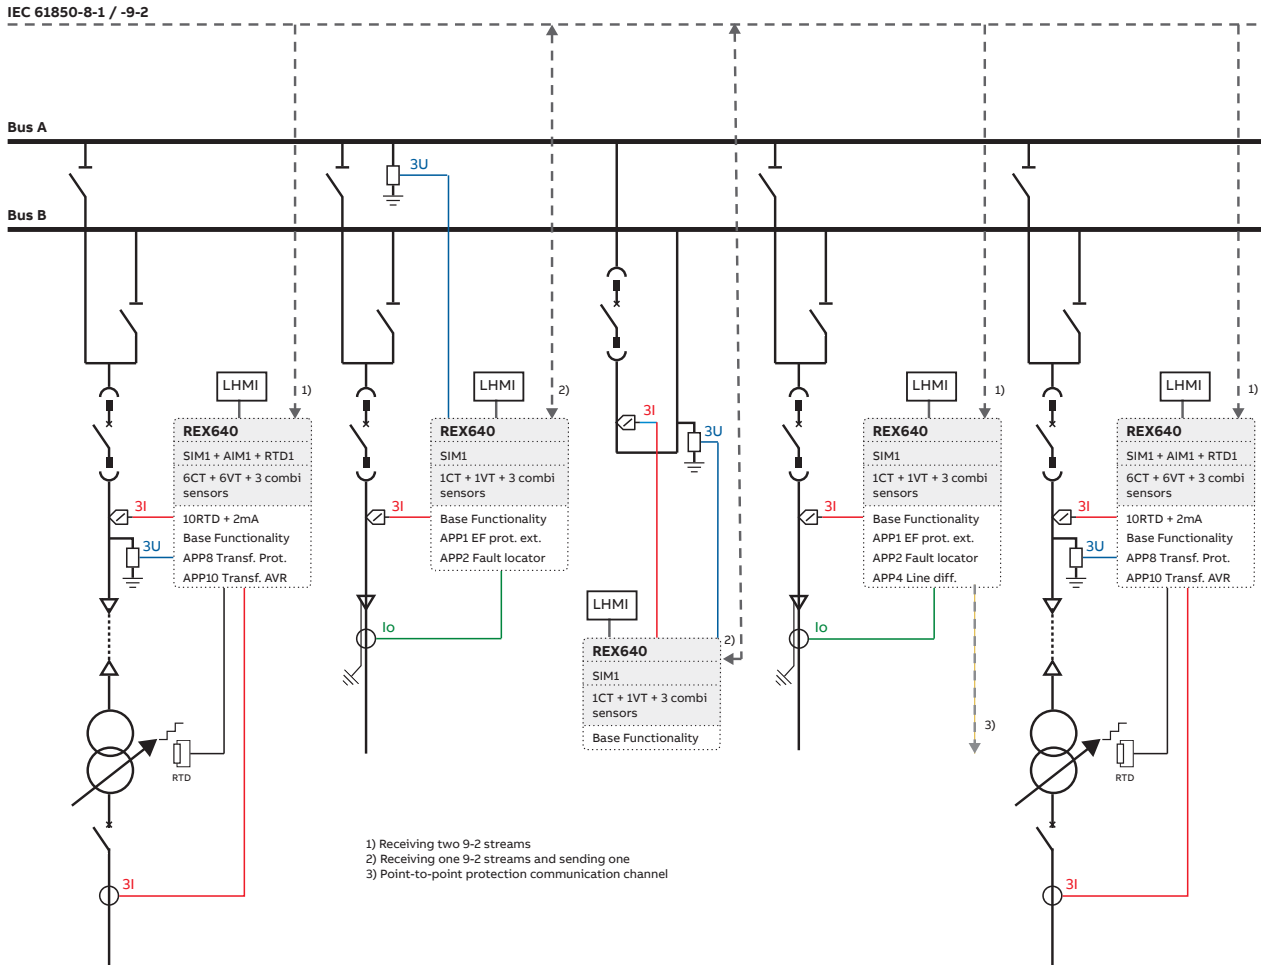 IEC 61850-8-1 / -9-2
Bus A
3U
Bus B
LHMI
1)
REX640
SIM1 + AIM1 + RTD1
6CT + 6VT + 3 combi
sensors
10RTD + 2mA
Base Functionality
APP8 Transf. Prot.
APP10 Transf. AVR
3I
3U
RTD
3I
LHMI
2)
REX640
SIM1
1CT + 1VT + 3 combi
sensors
Base Functionality
APP1 EF prot. ext.
APP2 Fault locator
3I
Io
3I
3U
LHMI
2)
REX640
SIM1
1CT + 1VT + 3 combi
sensors
Base Functionality
LHMI
1)
REX640
SIM1
1CT + 1VT + 3 combi
sensors
Base Functionality
APP1 EF prot. ext.
APP2 Fault locator
APP4 Line diff.
3I
Io
3)
LHMI
1)
REX640
SIM1 + AIM1 + RTD1
6CT + 6VT + 3 combi
sensors
10RTD + 2mA
Base Functionality
APP8 Transf. Prot.
APP10 Transf. AVR
3I
3U
RTD
3I
1) Receiving two 9-2 streams
2) Receiving one 9-2 streams and sending one
3) Point-to-point protection communication channel